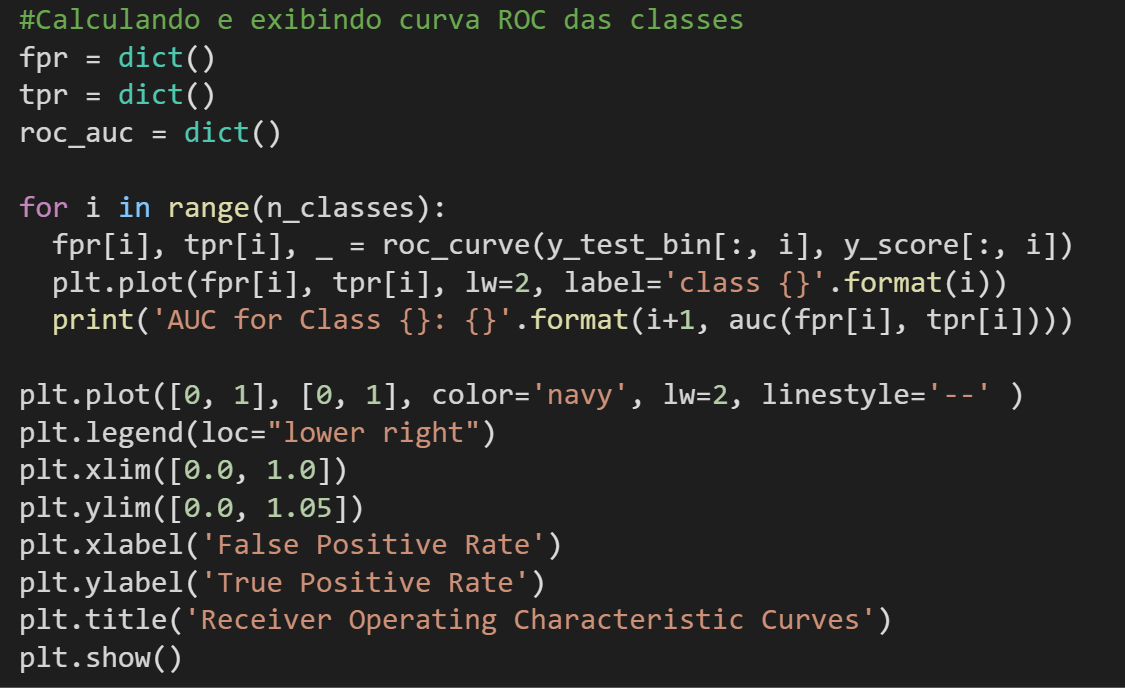 #Calculando e exibindo curva ROC das classes
fpr = dict()
tpr = dict()
roc_auc = dict()

for i in range(n_classes):
  fpr[i], tpr[i], _ = roc_curve(y_test_bin[:, i], y_score[:, i])
  plt.plot(fpr[i], tpr[i], lw=2, label='class {}'.format(i))
  print('AUC for Class {}: {}'.format(i+1, auc(fpr[i], tpr[i])))

plt.plot([0, 1], [0, 1], color='navy', lw=2, linestyle='--' )
plt.legend(loc="lower right")
plt.xlim([0.0, 1.0])
plt.ylim([0.0, 1.05])
plt.xlabel('False Positive Rate')
plt.ylabel('True Positive Rate')
plt.title('Receiver Operating Characteristic Curves')
plt.show()